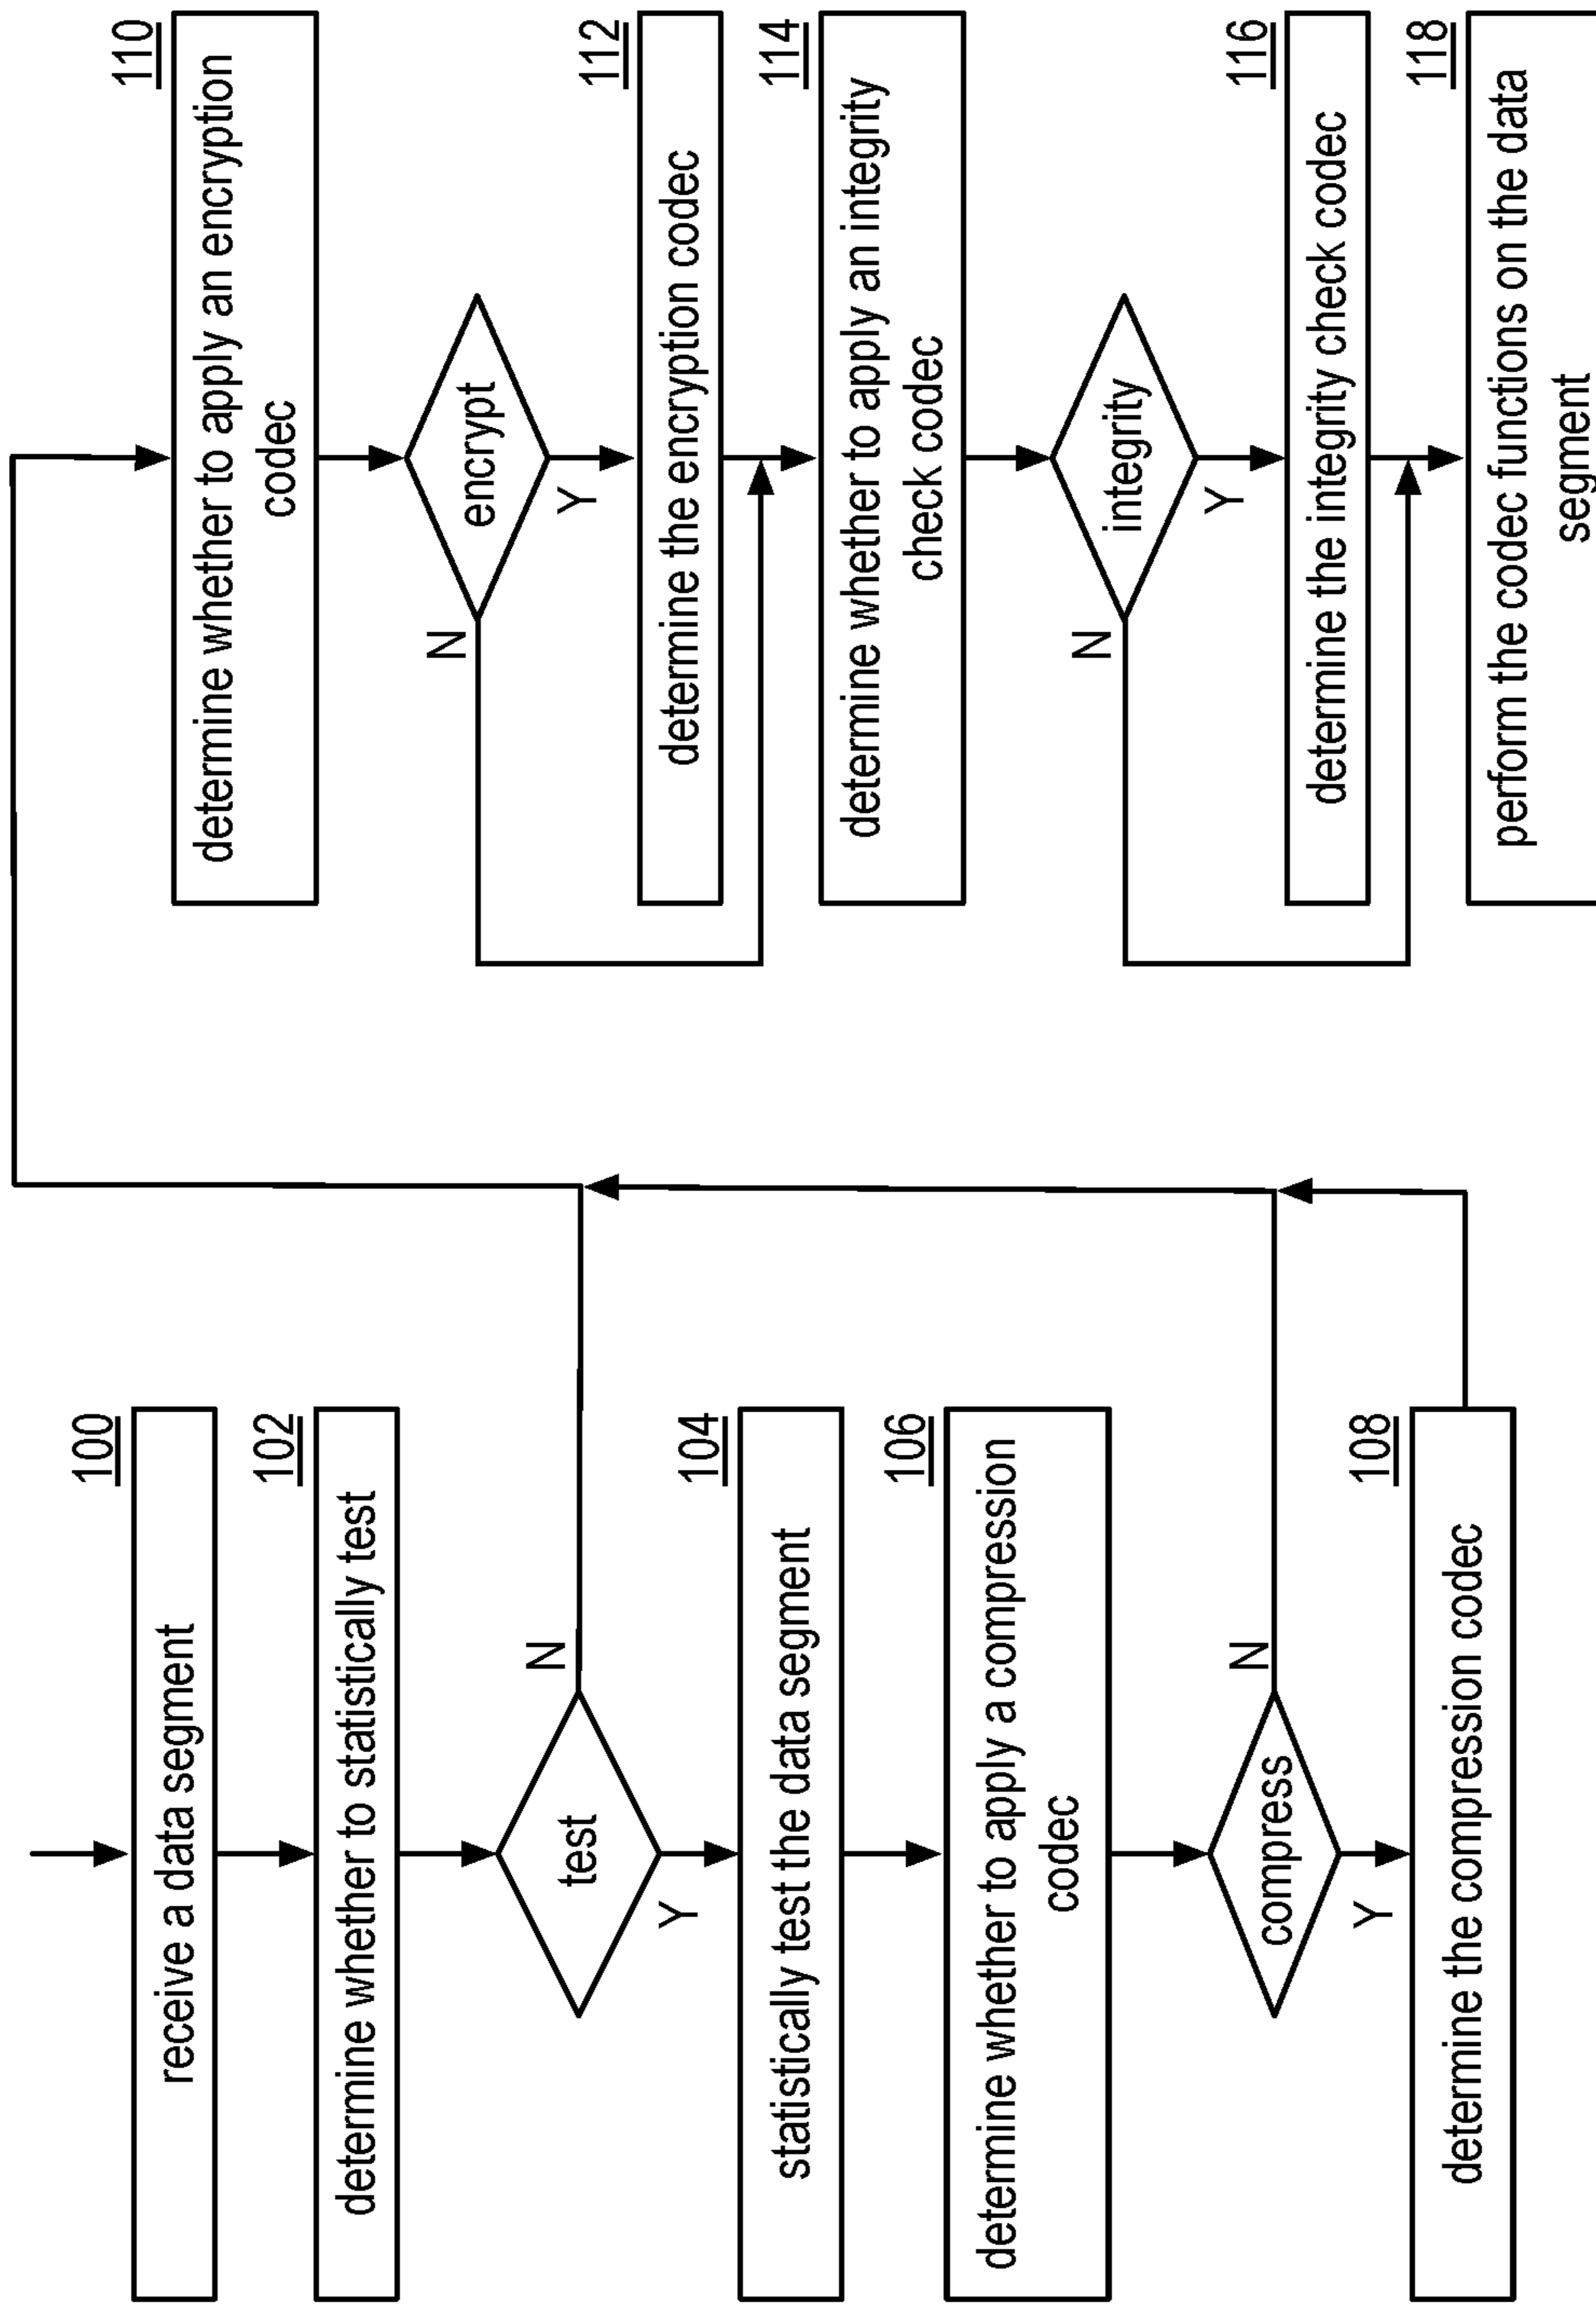 100
receive a data segment
102
determine whether to statistically test
test
N
Y
104
statistically test the data segment
106
determine whether to apply a compression
codec
compress
N
Y
108
determine the compression codec
110
determine whether to apply an encryption
codec
encrypt
N
Y
112
determine the encryption codec
114
determine whether to apply an integrity
check codec
integrity
N
Y
116
determine the integrity check codec
118
perform the codec functions on the data
segment